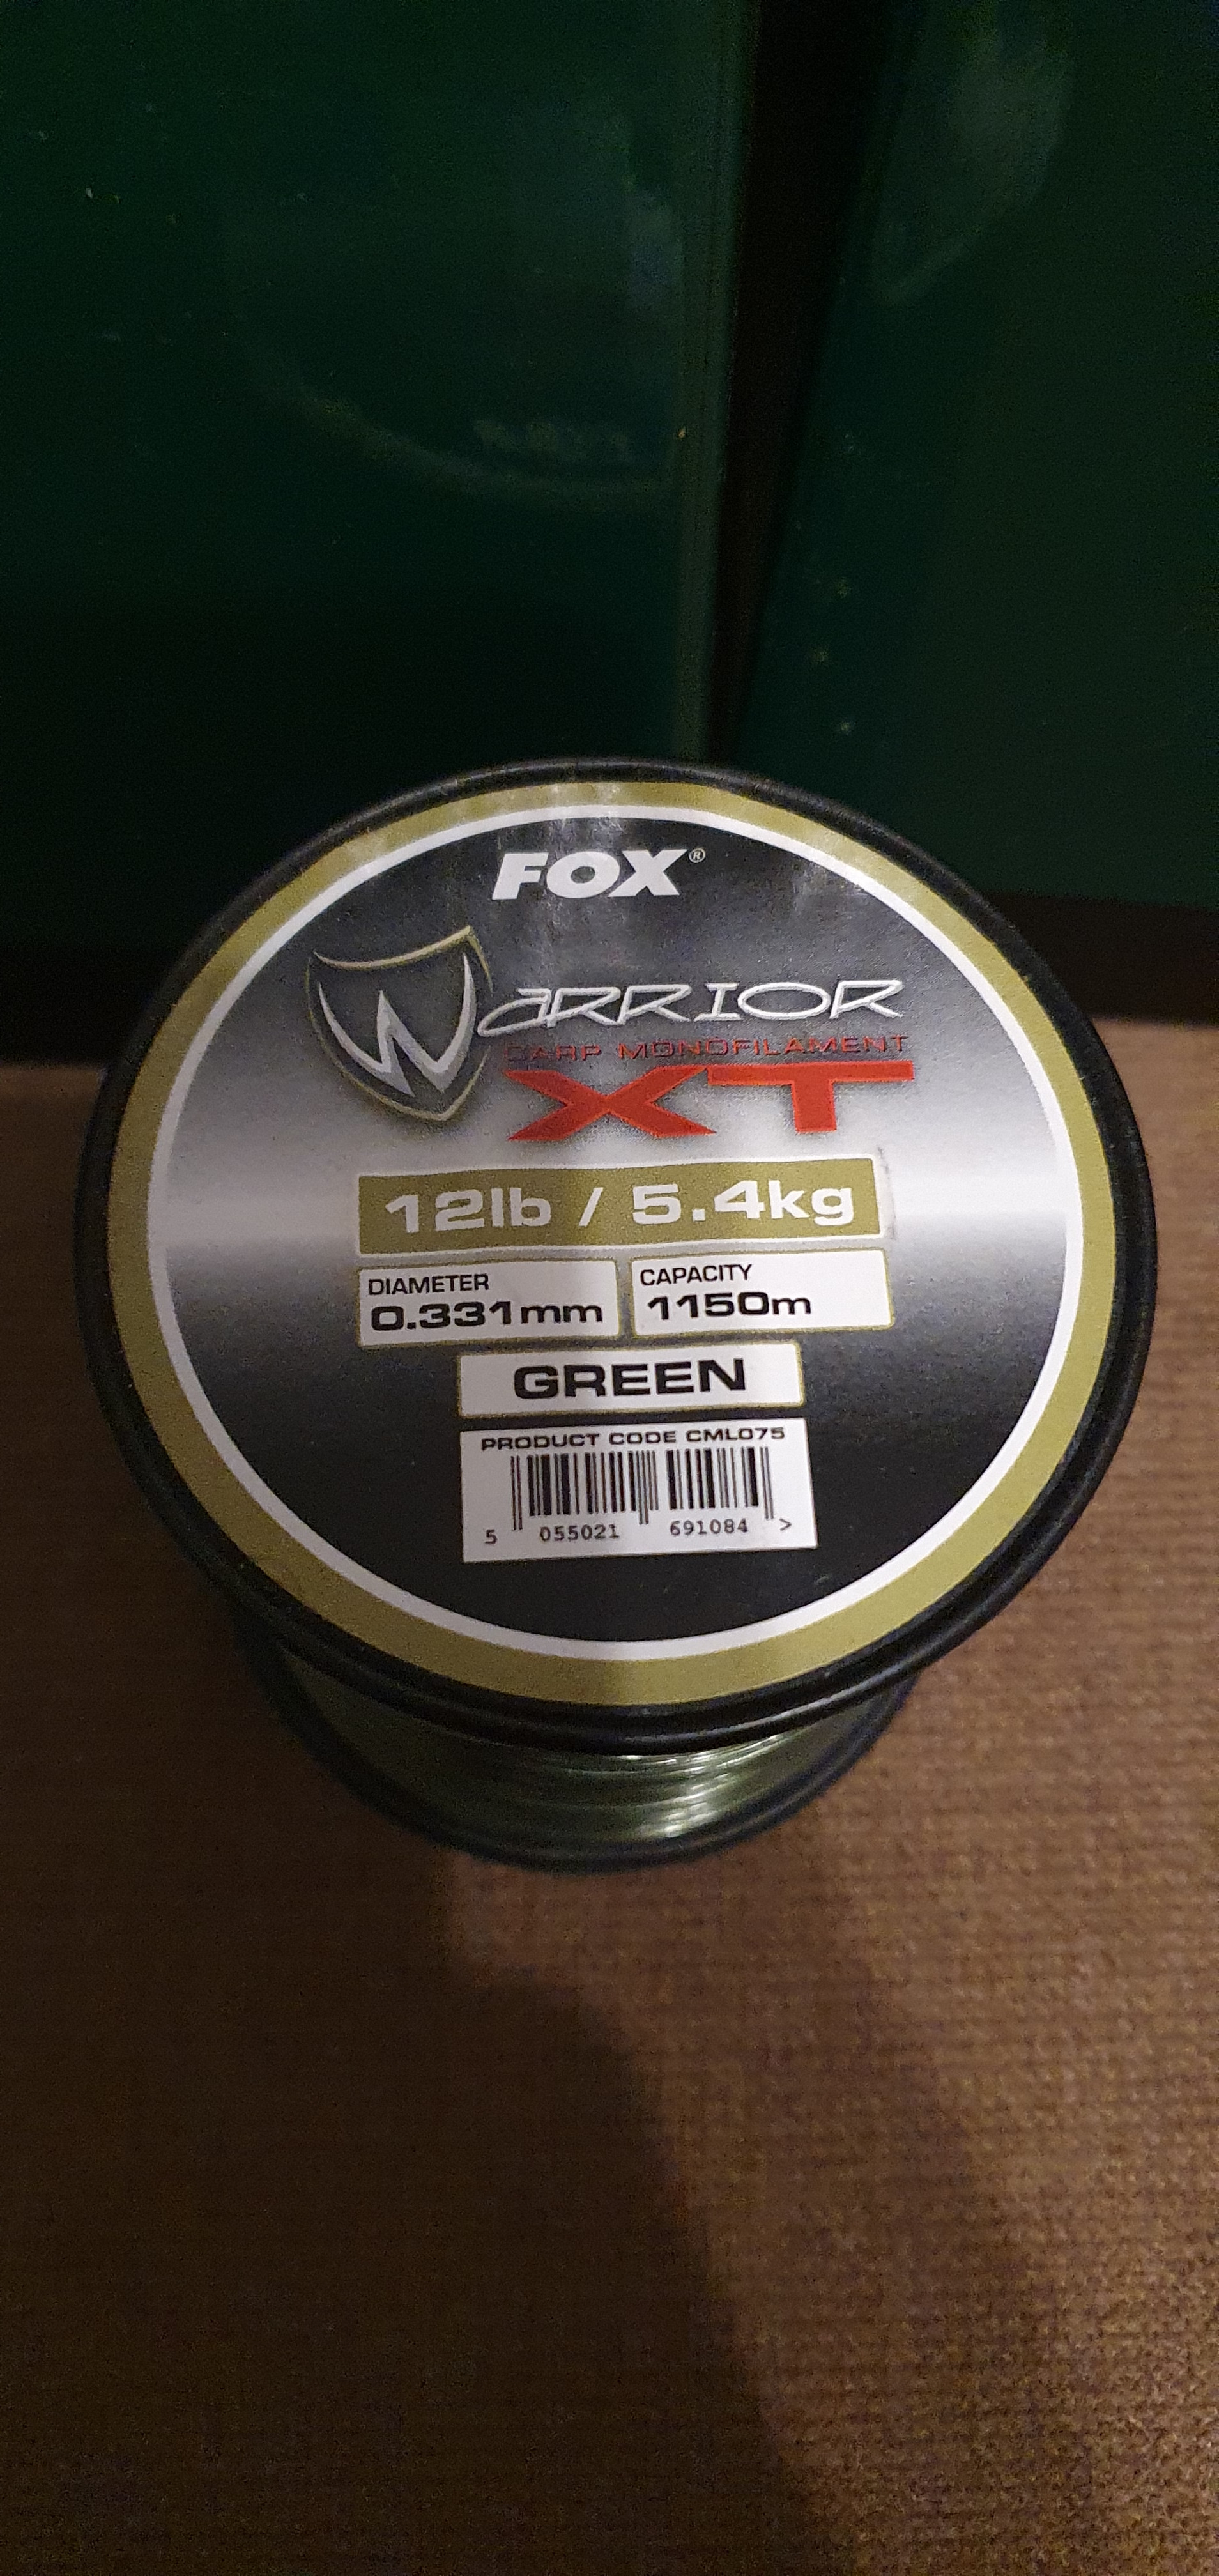 FOX®
WARRIOR
CARP MONOFILAMENT
XT
12lb / 5.4kg
DIAMETER CAPACITY
0.331mm 1150m
GREEN
PRODUCT CODE CML075
5 055021 691084 >